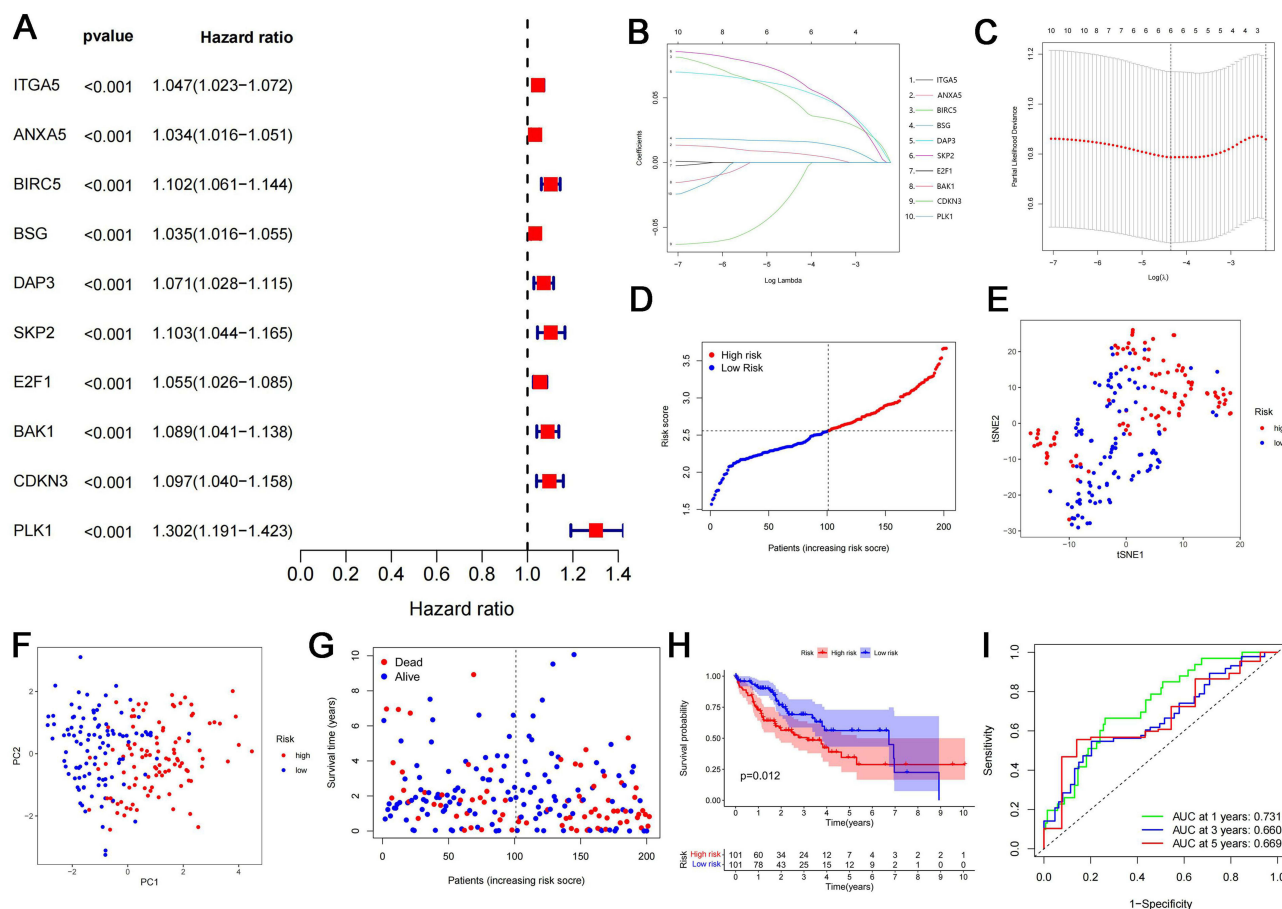 A
pvalue Hazard ratio
ITGA5 <0.001 1.047(1.023−1.072)
ANXA5 <0.001 1.034(1.016−1.051)
BIRC5 <0.001 1.102(1.061−1.144)
BSG <0.001 1.035(1.016−1.055)
DAP3 <0.001 1.071(1.028−1.115)
SKP2 <0.001 1.103(1.044−1.165)
E2F1 <0.001 1.055(1.026−1.085)
BAK1 <0.001 1.089(1.041−1.138)
CDKN3 <0.001 1.097(1.040−1.158)
PLK1 <0.001 1.302(1.191−1.423)
0.0 0.2 0.4 0.6 0.8 1.0 1.2 1.4
Hazard ratio
B
10 8 7 6 6 3
Coefficients
0.05
0.00
−0.05
−7 −6 −5 −4 −3
Log Lambda
1. ITGA5
2. ANXA5
3. BIRC5
4. BSG
5. DAP3
6. SKP2
7. E2F1
8. BAK1
9. CDKN3
10. PLK1
C
10 10 8 8 7 7 7 6 6 6 6 6 6 5 3
Partial Likelihood Deviance
11.2
11.0
10.8
10.6
−7 −6 −5 −4 −3
Log(λ)
D
High risk
Low Risk
Risk score
3.5
3.0
2.5
2.0
1.5
0 50 100 150 200
Patients (increasing risk socre)
E
tSNE2
20
10
0
−10
−20
−30
−10 0 10 20
tSNE1
Risk
high
low
F
PC2
2
0
−2
−2 0 2 4
PC1
Risk
high
low
G
Dead
Alive
Survival time (years)
10
8
6
4
2
0
0 50 100 150 200
Patients (increasing risk socre)
H
Risk High risk Low risk
Survival probability
1.00
0.75
0.50
0.25
0.00
p=0.012
0 1 2 3 4 5 6 7 8 9 10
Time(years)
Risk
High risk 101 60 34 24 12 7 4 3 2 2 1
Low risk 101 78 43 25 15 12 9 2 1 0 0
0 1 2 3 4 5 6 7 8 9 10
Time(years)
I
Sensitivity
1.0
0.8
0.6
0.4
0.2
0.0
AUC at 1 years: 0.731
AUC at 3 years: 0.660
AUC at 5 years: 0.669
0.0 0.2 0.4 0.6 0.8 1.0
1-Specificity